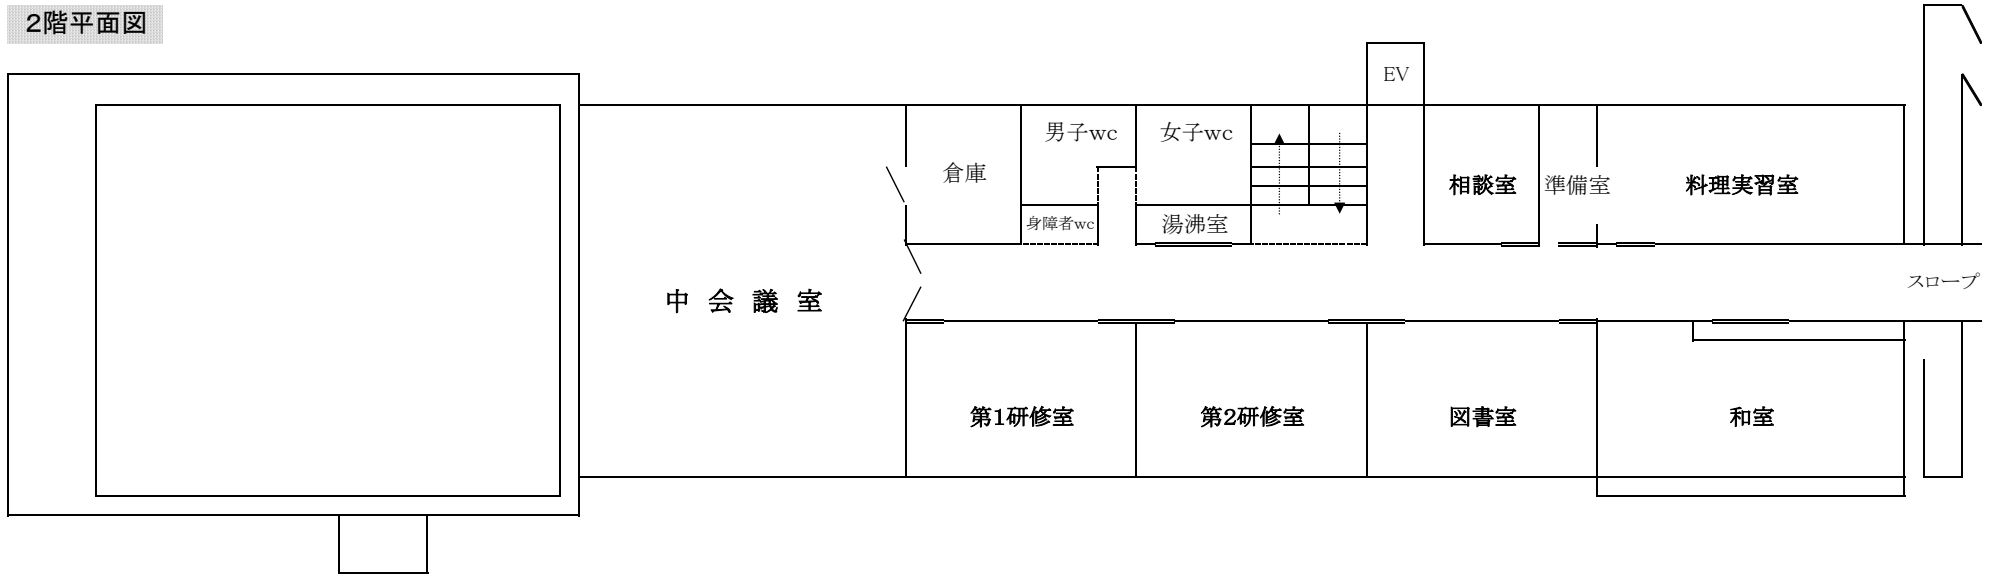 2階平面図
EV
男子wc
女子wc
倉庫
相談室
準備室
料理実習室
身障者wc
湯沸室
スロープ
中会議室
第1研修室
第2研修室
図書室
和室